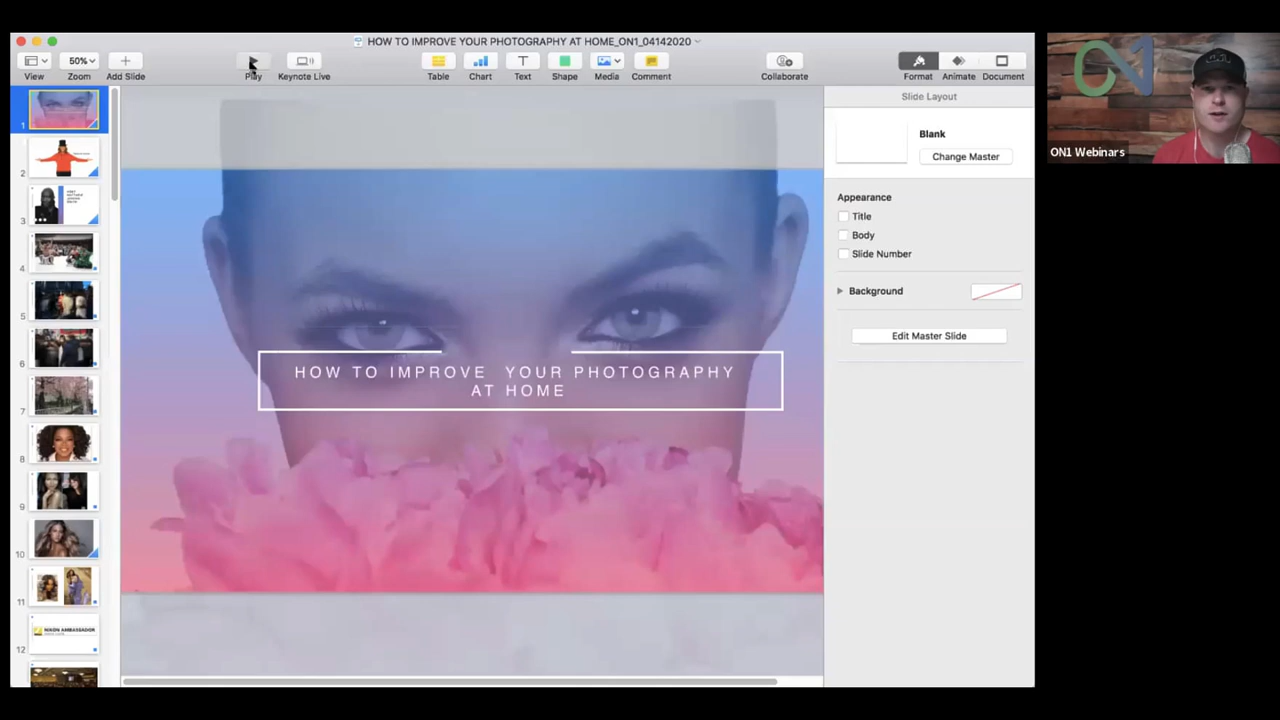 HOW TO IMPROVE YOUR PHOTOGRAPHY AT HOME_ON1_04142020
50%
View
Zoom
Add Slide
Play
Keynote Live
Table
Chart
Text
Shape
Media
Comment
Collaborate
Format
Animate
Document
Slide Layout
Blank
Change Master
Appearance
Title
Body
Slide Number
Background
Edit Master Slide
HOW TO IMPROVE YOUR PHOTOGRAPHY
AT HOME
1
2
3
4
5
6
7
8
9
10
11
12
NIKON AMBASSADOR
ON1
ON1 Webinars